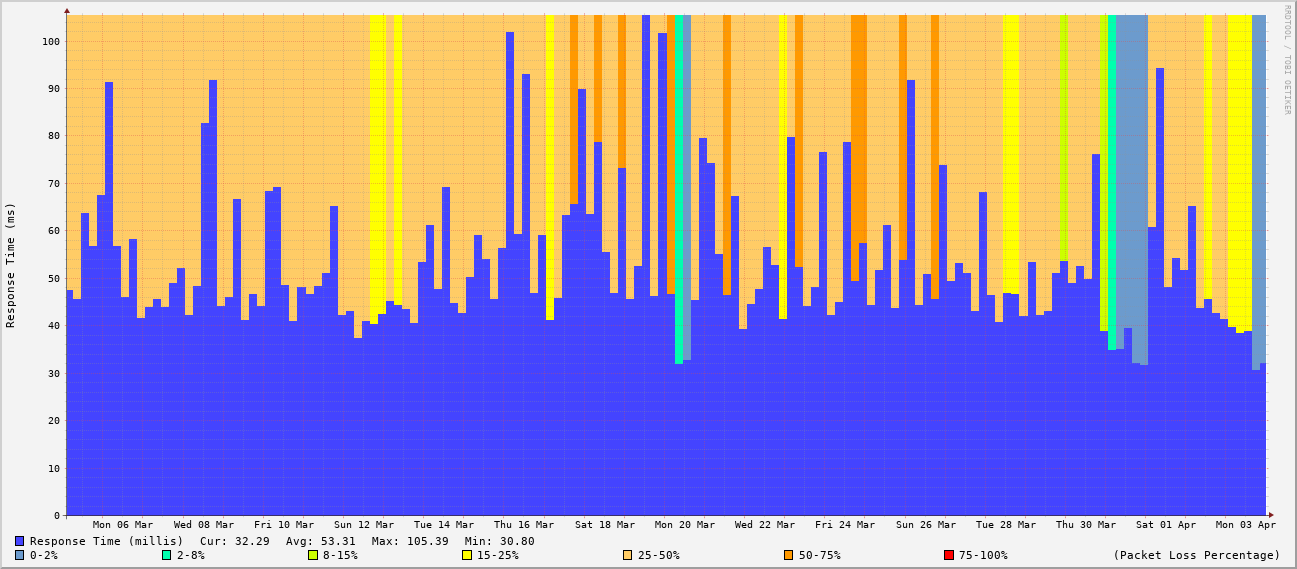 RRDTOOL / TOBI OETIKER
Response Time (ms)
100
90
80
70
60
50
40
30
20
10
0
Mon 06 Mar Wed 08 Mar Fri 10 Mar Sun 12 Mar Tue 14 Mar Thu 16 Mar Sat 18 Mar Mon 20 Mar Wed 22 Mar Fri 24 Mar Sun 26 Mar Tue 28 Mar Thu 30 Mar Sat 01 Apr Mon 03 Apr
Response Time (millis) Cur: 32.29 Avg: 53.31 Max: 105.39 Min: 30.80
0-2% 2-8% 8-15% 15-25% 25-50% 50-75% 75-100% (Packet Loss Percentage)